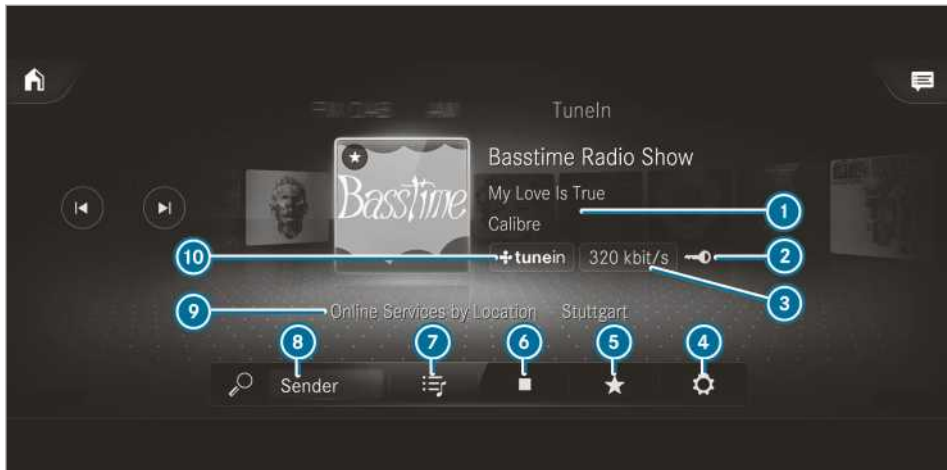 TuneIn
Basstime
Basstime Radio Show
My Love Is True
1
Calibre
10
tunein
320 kbit/s
2
3
9
Online Services by Location Stuttgart
8
7
6
5
4
Sender